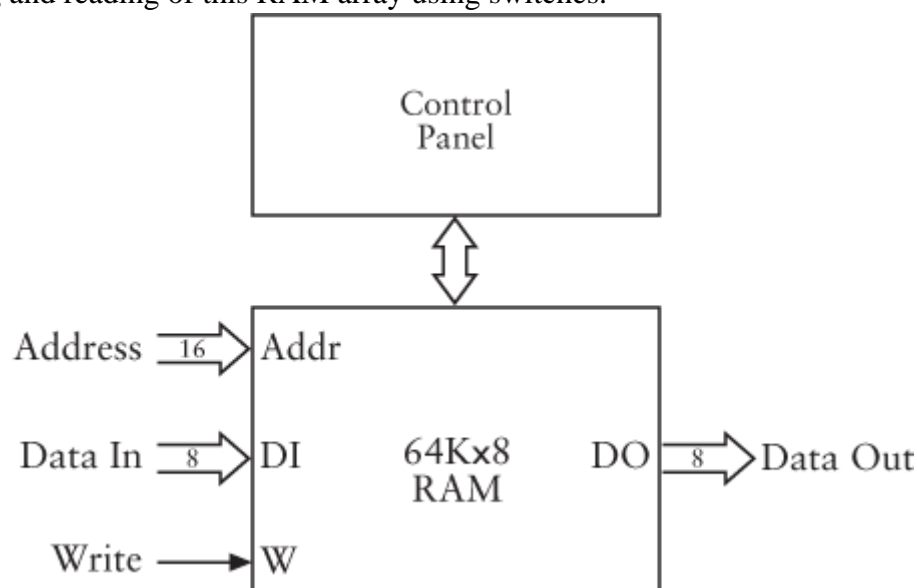 and reading of this RAM array using switches.
Control
Panel
Address 16 Addr
Data In 8 DI 64Kx8 DO 8 Data Out
RAM
Write W